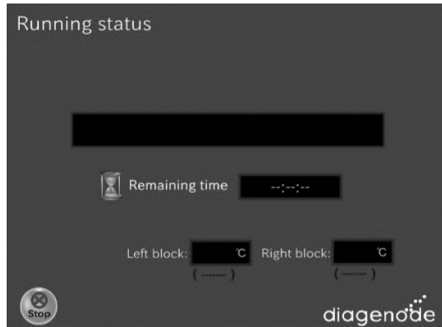 Running status
Remaining time --:--:--
Left block: ℃ Right block: ℃
( ------- ) ( ------- )
Stop
diagenode